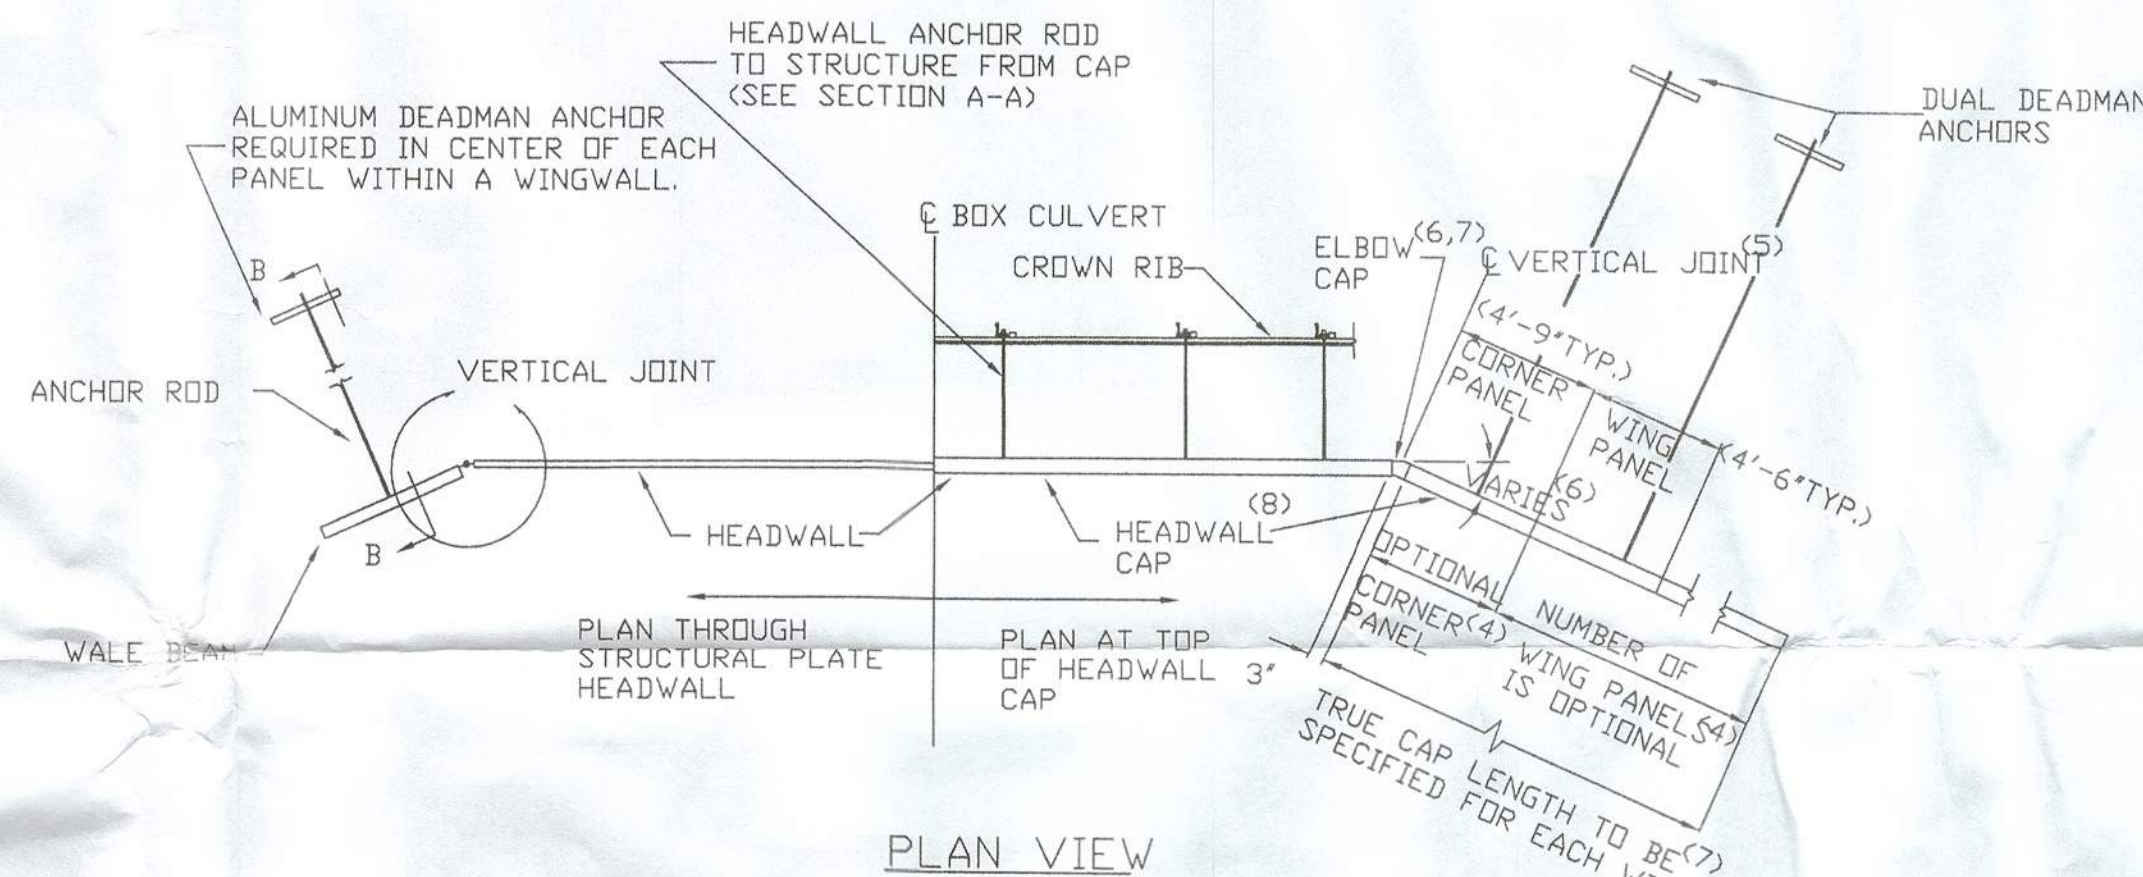 HEADWALL ANCHOR ROD
TO STRUCTURE FROM CAP
(SEE SECTION A-A)
ALUMINUM DEADMAN ANCHOR
REQUIRED IN CENTER OF EACH
PANEL WITHIN A WINGWALL.
DUAL DEADMAN
ANCHORS
℄ BOX CULVERT
CROWN RIB
ELBOW (6,7)
CAP
℄ VERTICAL JOINT (5)
B
(4'-9"TYP.)
CORNER
PANEL
WING
PANEL
(4'-6"TYP.)
VARIES (6)
ANCHOR ROD
VERTICAL JOINT
B
HEADWALL
(8)
HEADWALL
CAP
WALE BEAM
PLAN THROUGH
STRUCTURAL PLATE
HEADWALL
PLAN AT TOP
OF HEADWALL
CAP
3"
OPTIONAL
CORNER (4)
PANEL
NUMBER OF
WING PANELS (4)
IS OPTIONAL
TRUE CAP LENGTH TO BE (7)
SPECIFIED FOR EACH
PLAN VIEW